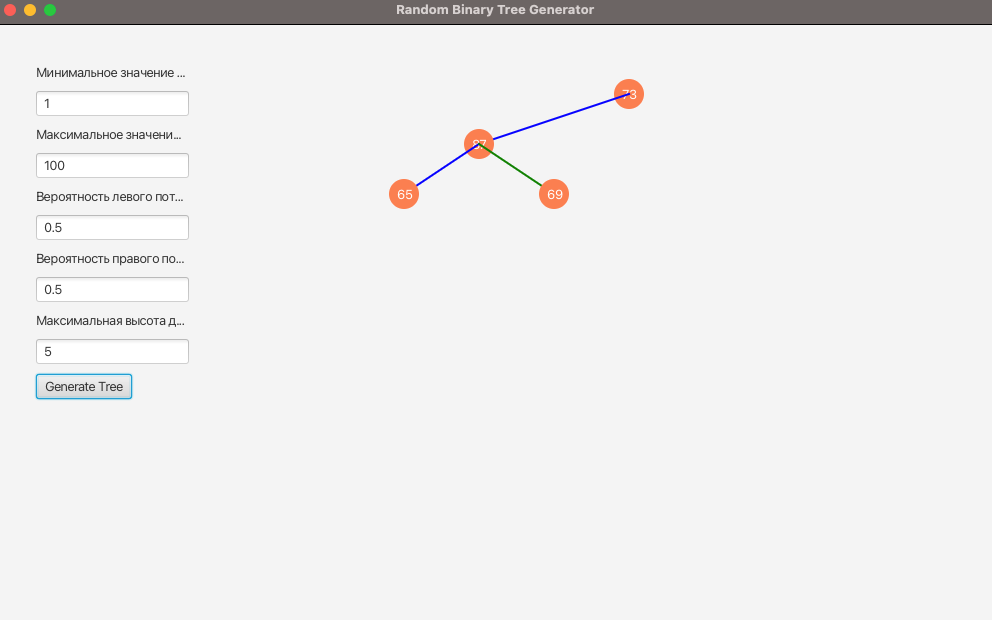 Random Binary Tree Generator
Минимальное значение ...
1
Максимальное значени...
100
Вероятность левого пот...
0.5
Вероятность правого по...
0.5
Максимальная высота д...
5
Generate Tree
73
65
69